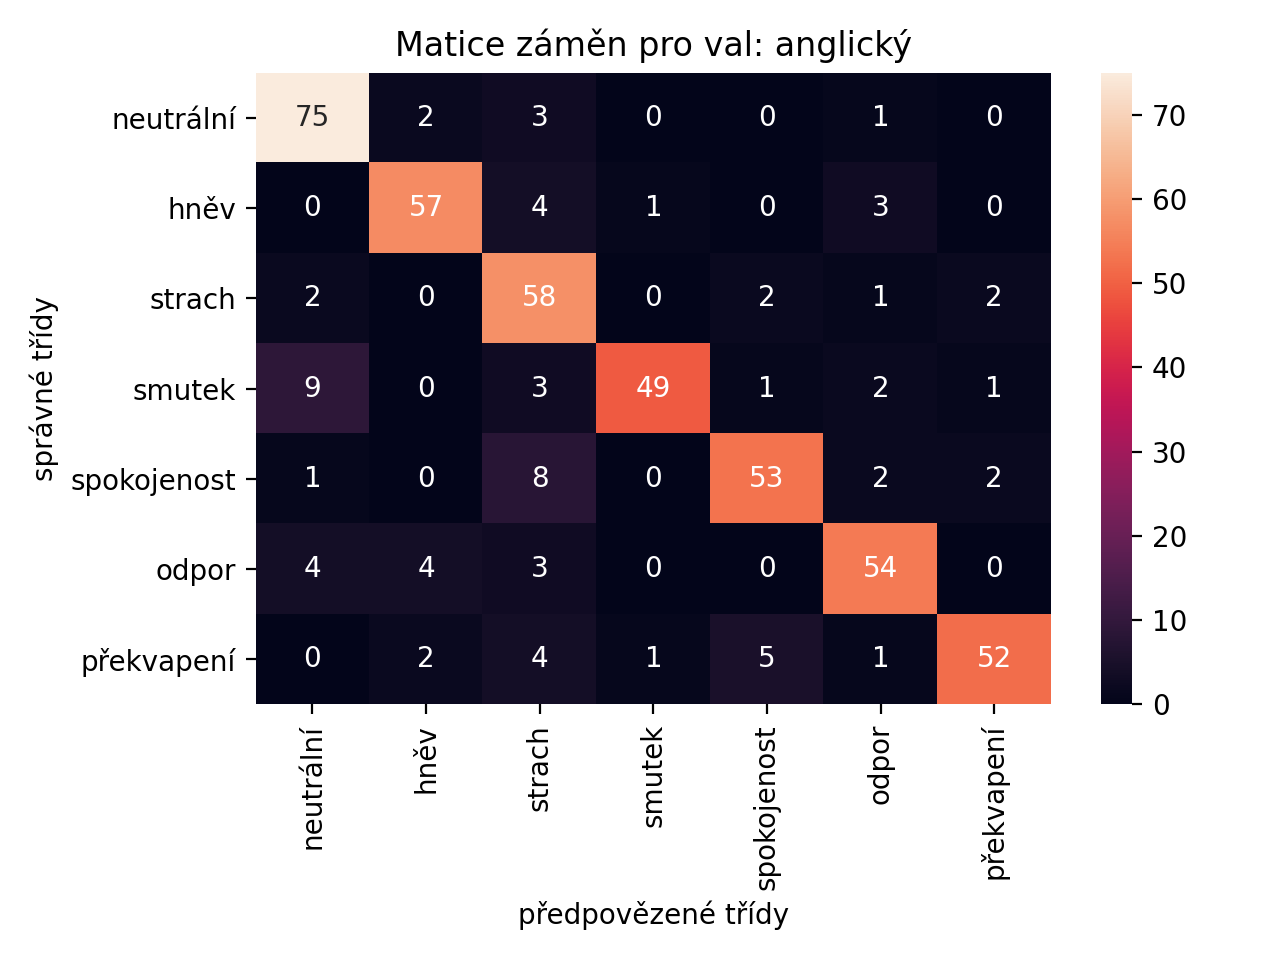 Matice záměn pro val: anglický
neutrální 75 2 3 0 0 1 0
hněv 0 57 4 1 0 3 0
strach 2 0 58 0 2 1 2
smutek 9 0 3 49 1 2 1
spokojenost 1 0 8 0 53 2 2
odpor 4 4 3 0 0 54 0
překvapení 0 2 4 1 5 1 52
správné třídy
neutrální hněv strach smutek spokojenost odpor překvapení
předpovězené třídy
70
60
50
40
30
20
10
0